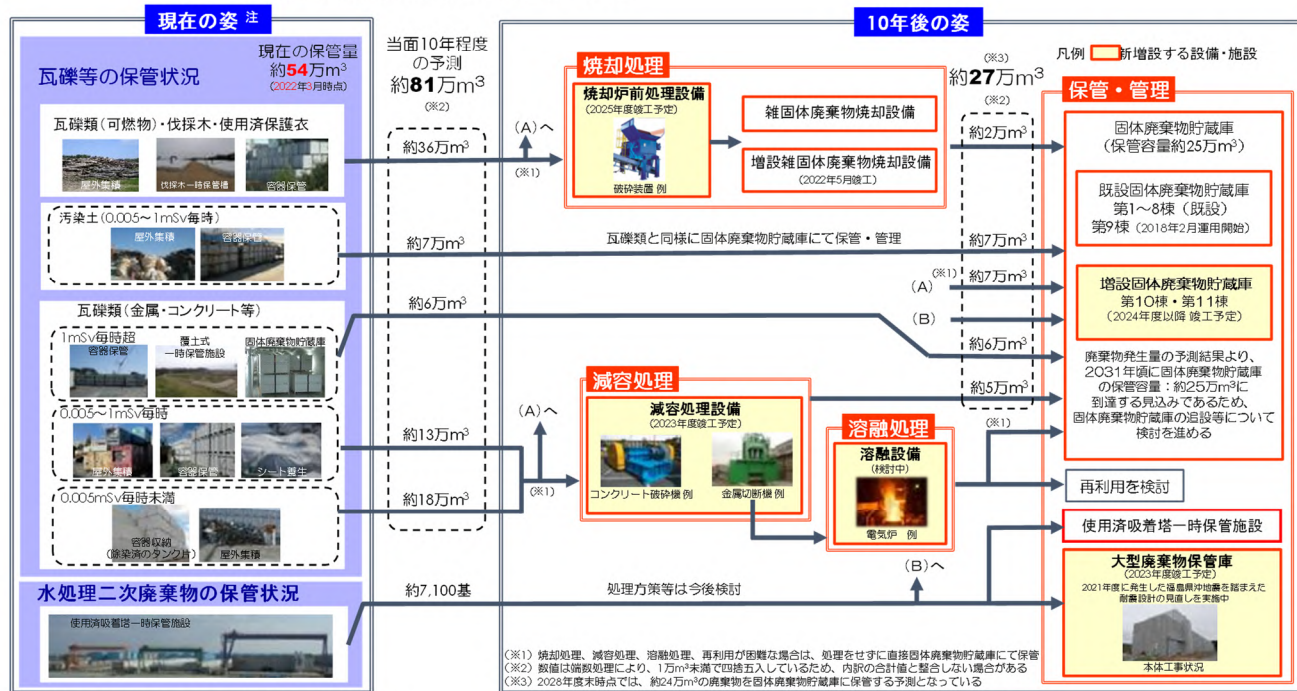 現在の姿 注
瓦礫等の保管状況
現在の保管量
約54万m³
(2022年3月時点)
瓦礫類(可燃物)・伐採木・使用済保護衣
屋外集積
伐採木一時保管槽
容器保管
汚染土(0.005~1mSv毎時)
屋外集積
容器保管
瓦礫類(金属・コンクリート等)
1mSv毎時超
容器保管
覆土式
一時保管施設
固体廃棄物貯蔵庫
0.005~1mSv毎時
屋外集積
容器保管
シート養生
0.005mSv毎時未満
容器収納
(除染済のタンク片)
屋外集積
水処理二次廃棄物の保管状況
使用済吸着塔一時保管施設
当面10年程度
の予測
約81万m³
(※2)
約36万m³
約7万m³
約6万m³
約13万m³
約18万m³
約7,100基
10年後の姿
凡例 新増設する設備・施設
(A)へ
(※1)
焼却処理
焼却炉前処理設備
(2025年度竣工予定)
破砕装置 例
雑固体廃棄物焼却設備
増設雑固体廃棄物焼却設備
(2022年5月竣工)
瓦礫類と同様に固体廃棄物貯蔵庫にて保管・管理
(A)へ
(※1)
減容処理
減容処理設備
(2023年度竣工予定)
コンクリート破砕機 例
金属切断機 例
溶融処理
溶融設備
(検討中)
電気炉 例
処理方策等は今後検討
(B)へ
(※3)
約27万m³
(※2)
約2万m³
約7万m³
(A)
(※1)
約7万m³
(B)
約6万m³
約5万m³
(※1)
保管・管理
固体廃棄物貯蔵庫
(保管容量約25万m³)
既設固体廃棄物貯蔵庫
第1~8棟(既設)
第9棟(2018年2月運用開始)
増設固体廃棄物貯蔵庫
第10棟・第11棟
(2024年度以降 竣工予定)
廃棄物発生量の予測結果より、
2031年頃に固体廃棄物貯蔵庫
の保管容量:約25万m³に
到達する見込みであるため、
固体廃棄物貯蔵庫の追設等について
検討を進める
再利用を検討
使用済吸着塔一時保管施設
大型廃棄物保管庫
(2023年度竣工予定)
2021年度に発生した福島県沖地震を踏まえた
耐震設計の見直しを実施中
本体工事状況
(※1) 焼却処理、減容処理、溶融処理、再利用が困難な場合は、処理をせずに直接固体廃棄物貯蔵庫にて保管
(※2) 数値は端数処理により、1万m³未満で四捨五入しているため、内訳の合計値と整合しない場合がある
(※3) 2028年度末時点では、約24万m³の廃棄物を固体廃棄物貯蔵庫に保管する予測となっている